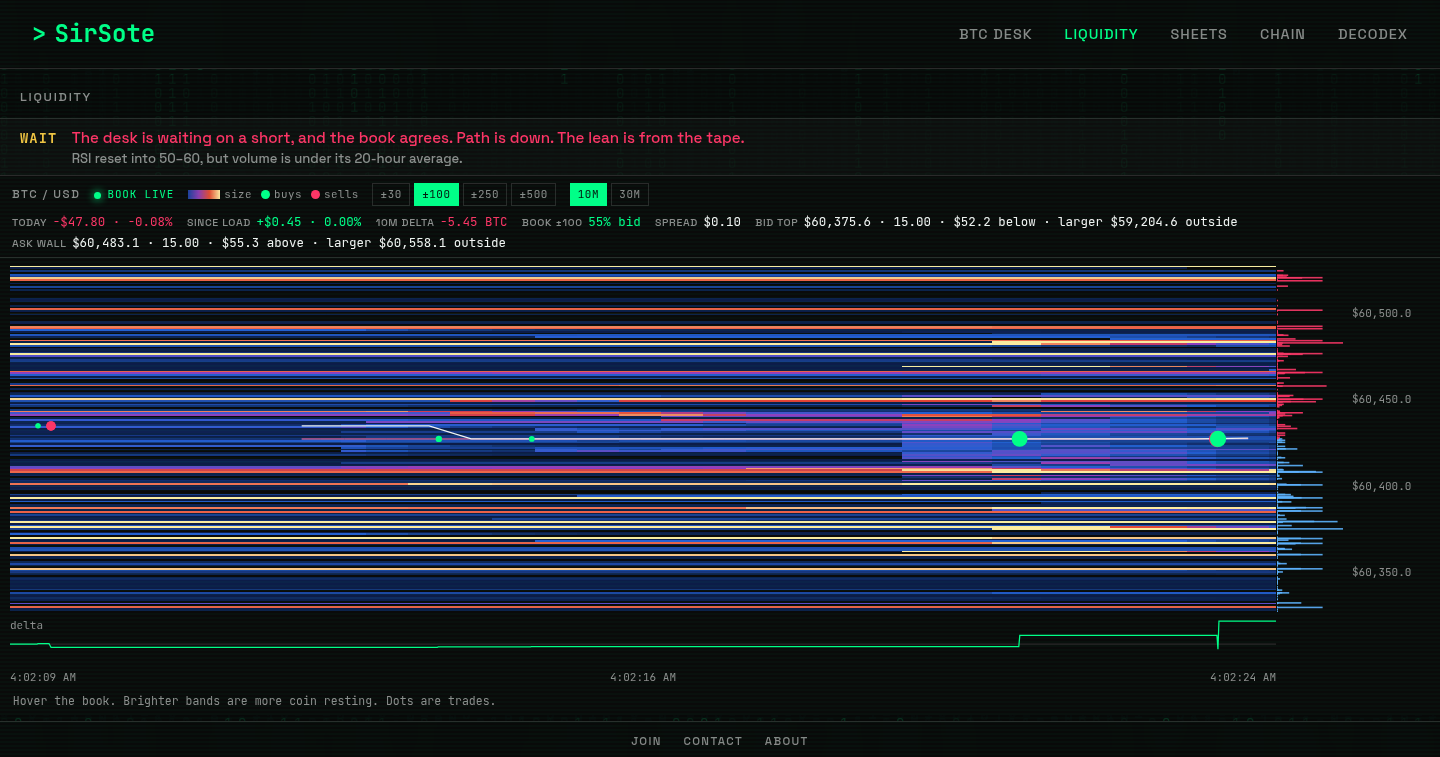 > SirSote
BTC DESK LIQUIDITY SHEETS CHAIN DECODEX
LIQUIDITY
WAIT The desk is waiting on a short, and the book agrees. Path is down. The lean is from the tape.
RSI reset into 50–60, but volume is under its 20-hour average.
BTC / USD BOOK LIVE size buys sells ±30 ±100 ±250 ±500 10M 30M
TODAY -$47.80 · -0.08% SINCE LOAD +$0.45 · 0.00% 10M DELTA -5.45 BTC BOOK ±100 55% bid SPREAD $0.10 BID TOP $60,375.6 · 15.00 · $52.2 below · larger $59,204.6 outside
ASK WALL $60,483.1 · 15.00 · $55.3 above · larger $60,558.1 outside
$60,500.0
$60,450.0
$60,400.0
$60,350.0
delta
4:02:09 AM 4:02:16 AM 4:02:24 AM
Hover the book. Brighter bands are more coin resting. Dots are trades.
JOIN CONTACT ABOUT